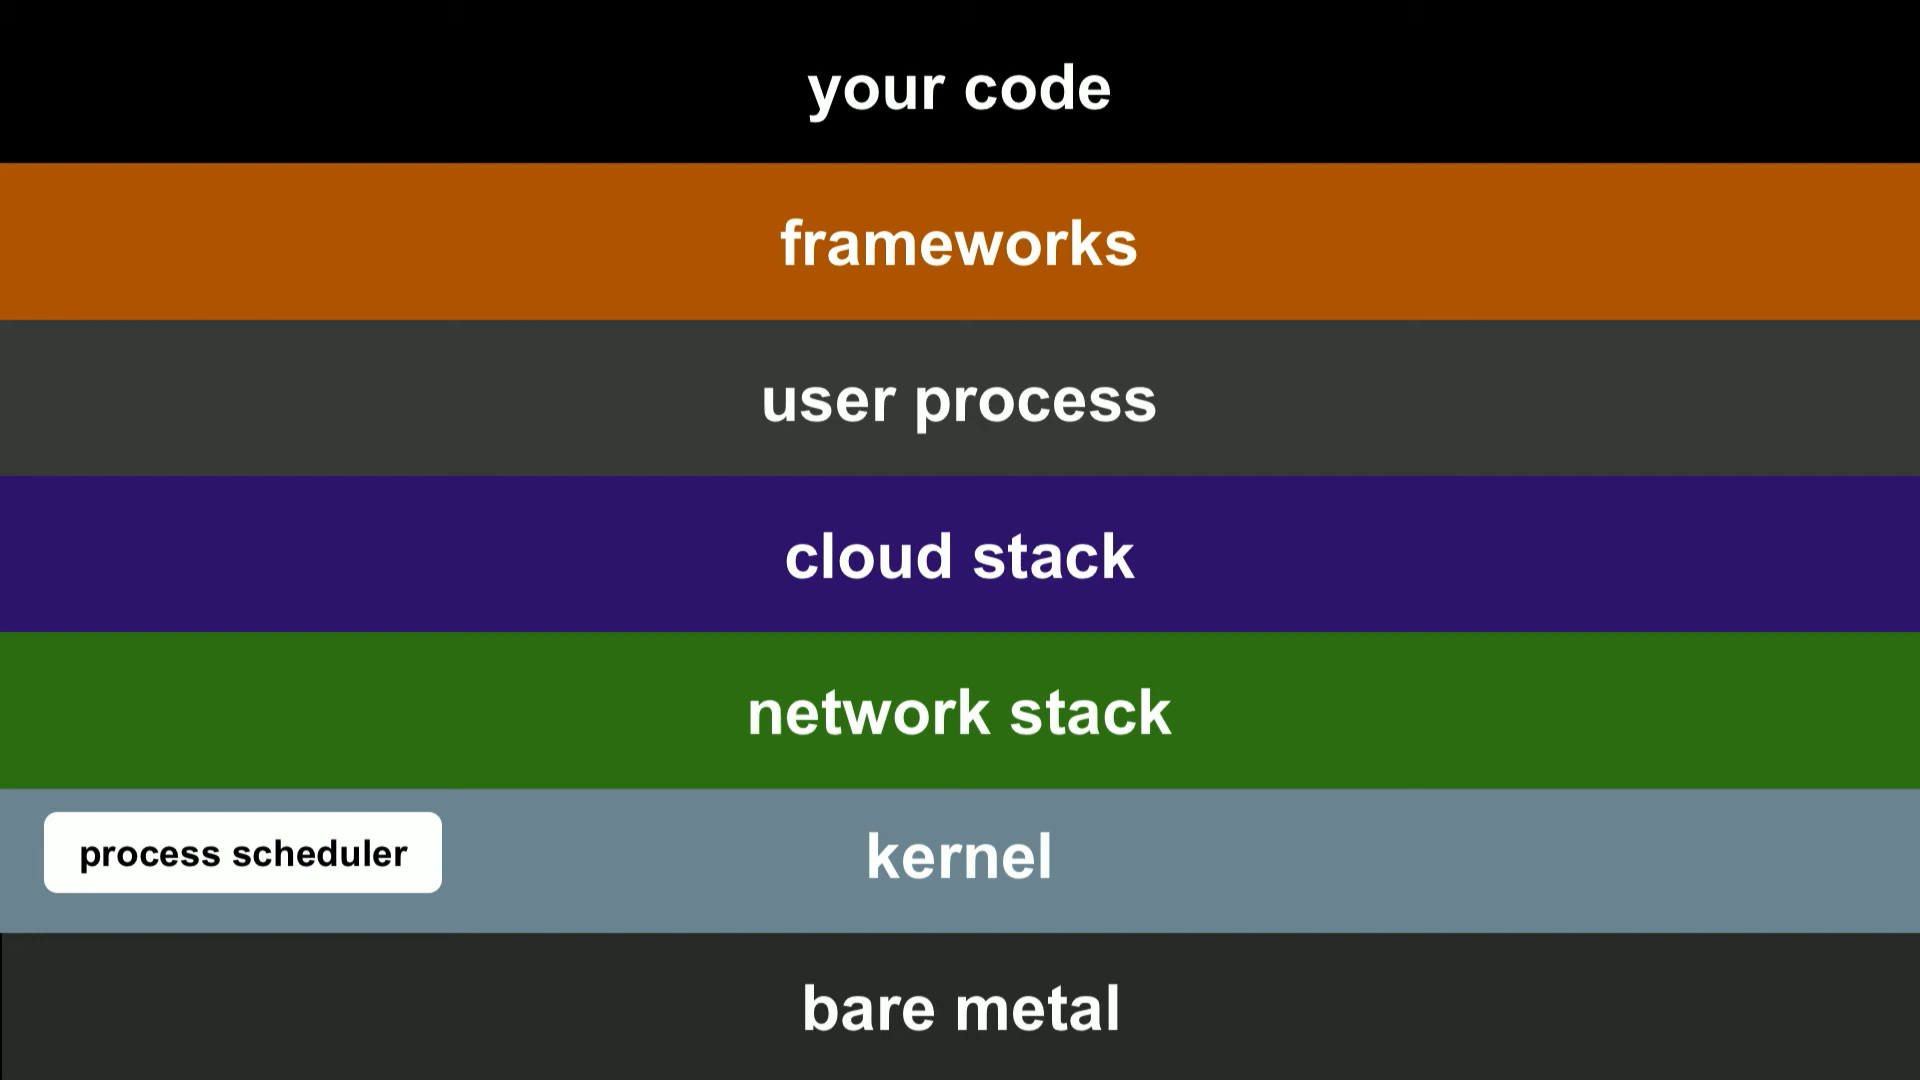 your code
frameworks
user process
cloud stack
network stack
process scheduler
kernel
bare metal